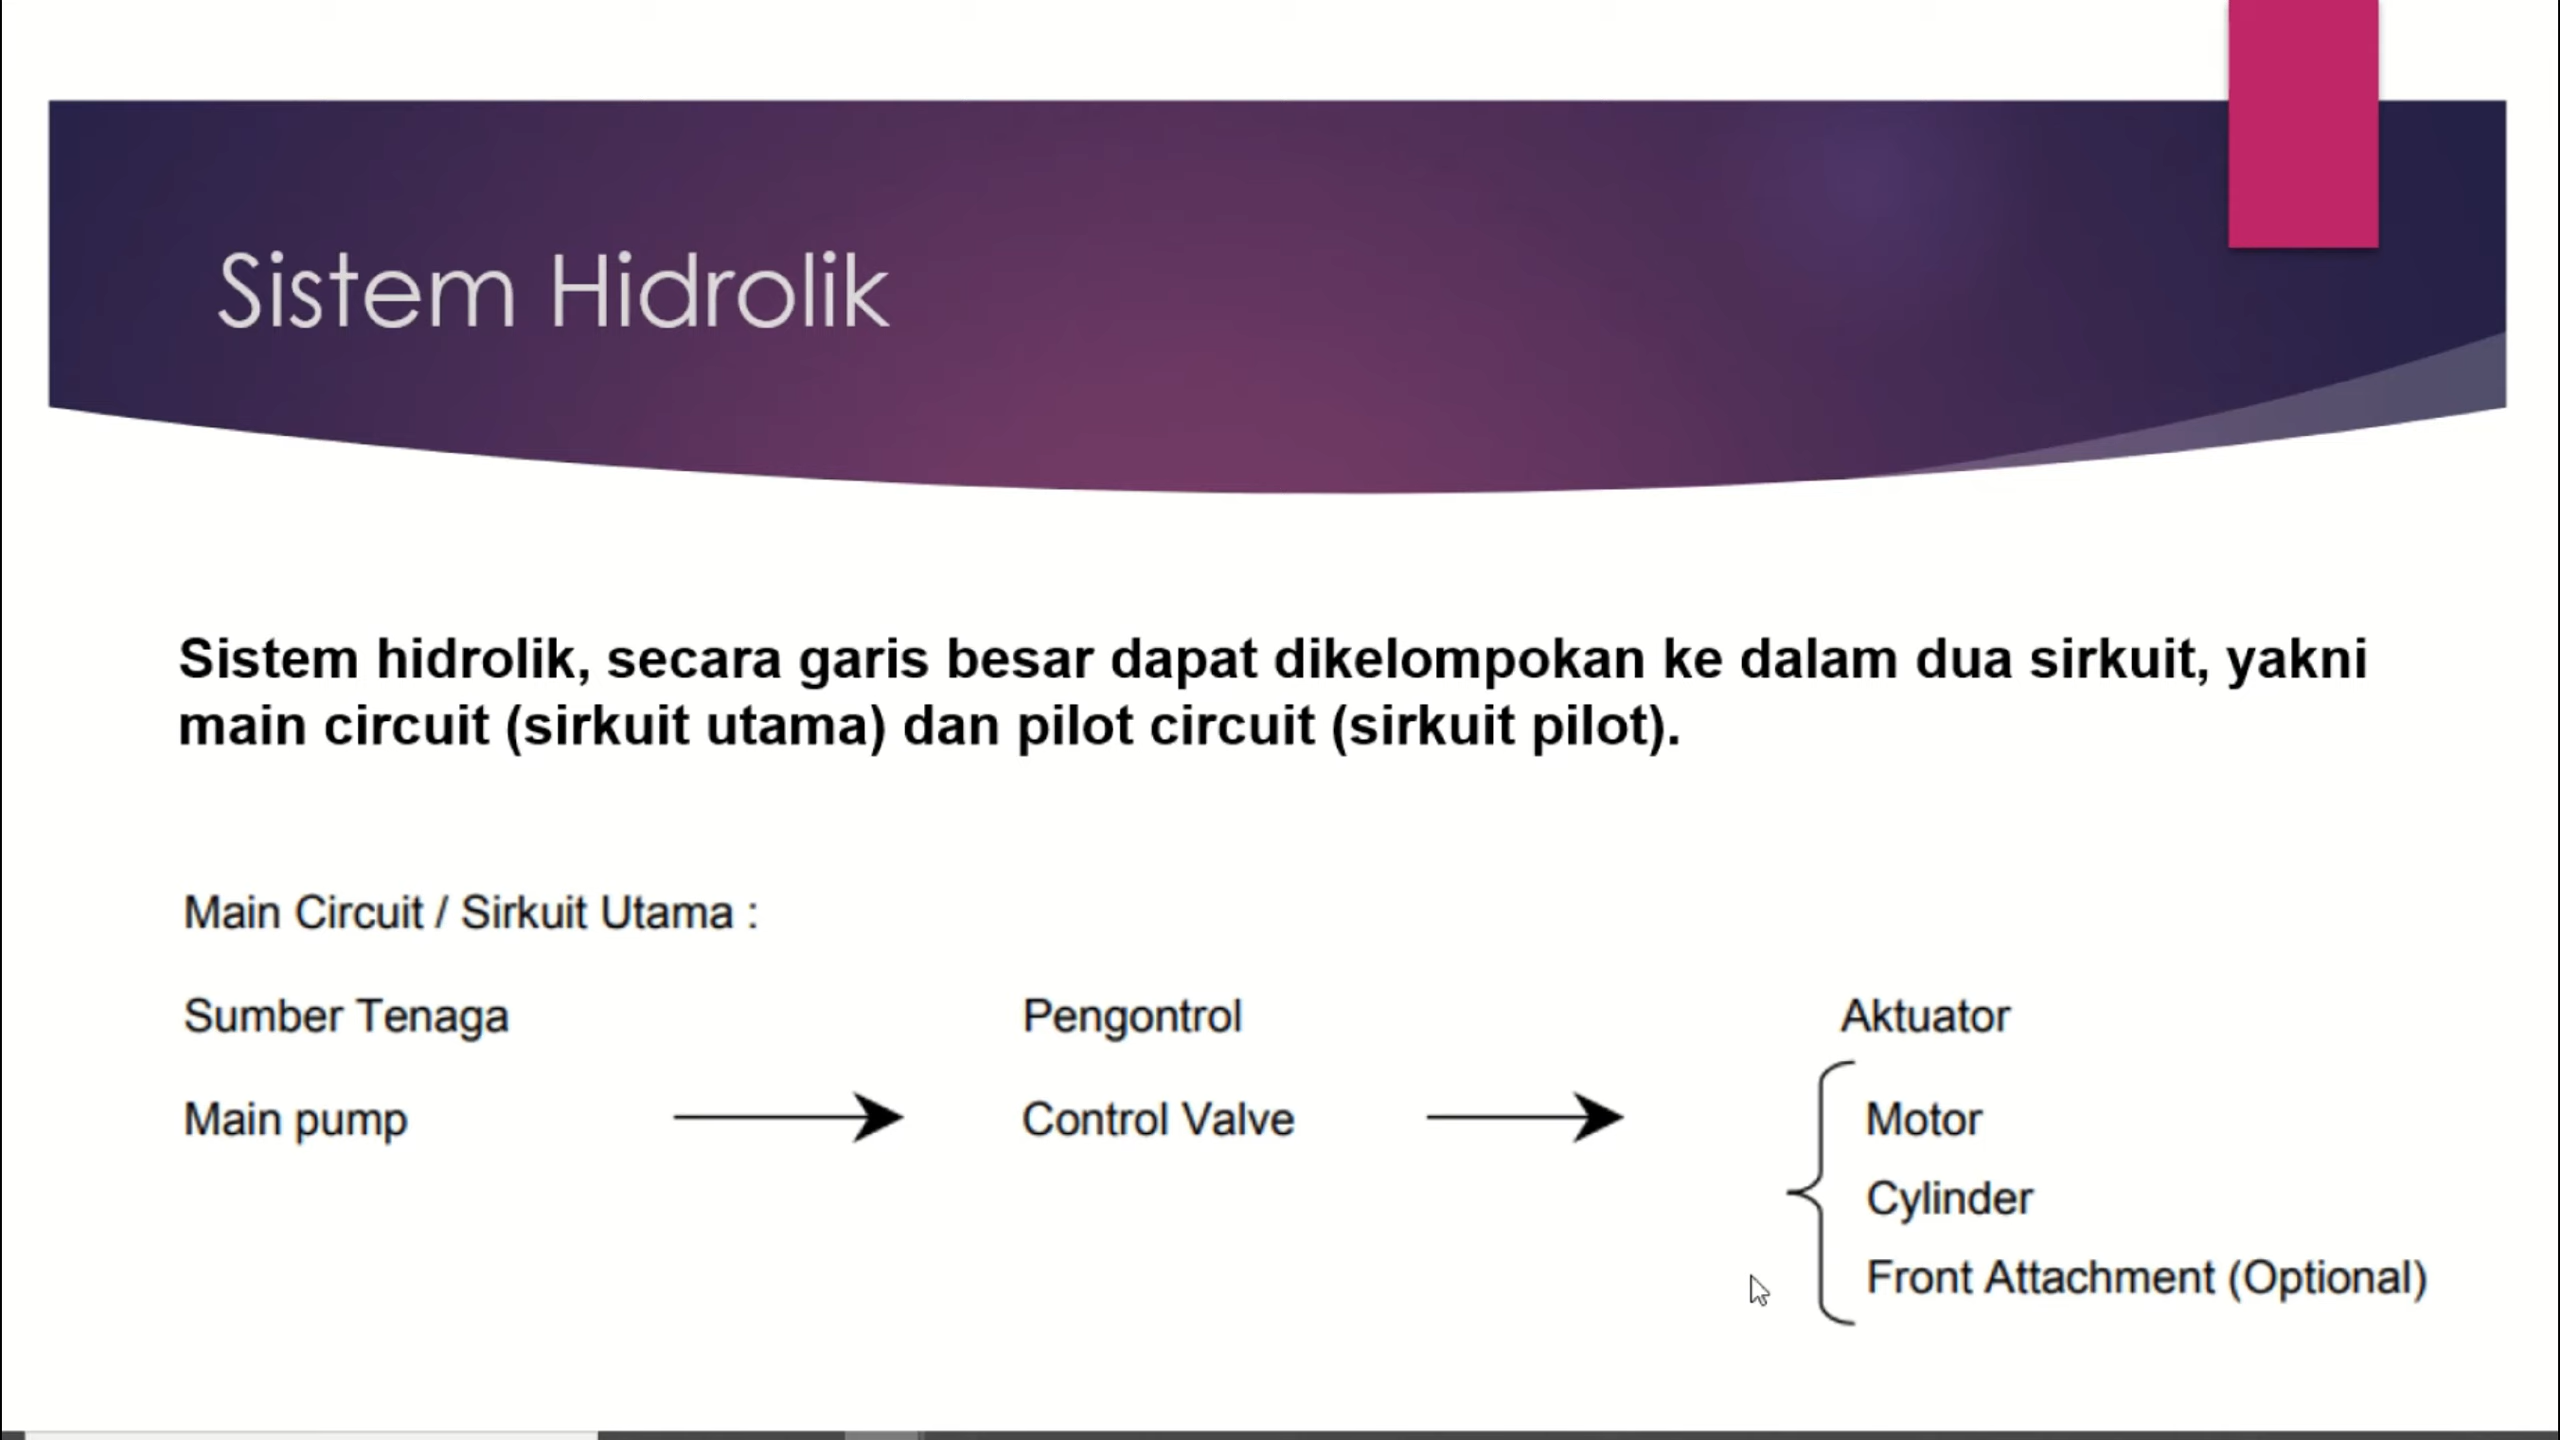 Sistem Hidrolik
Sistem hidrolik, secara garis besar dapat dikelompokan ke dalam dua sirkuit, yakni
main circuit (sirkuit utama) dan pilot circuit (sirkuit pilot).
Main Circuit / Sirkuit Utama :
Sumber Tenaga Pengontrol Aktuator
Main pump Control Valve Motor
Cylinder
Front Attachment (Optional)